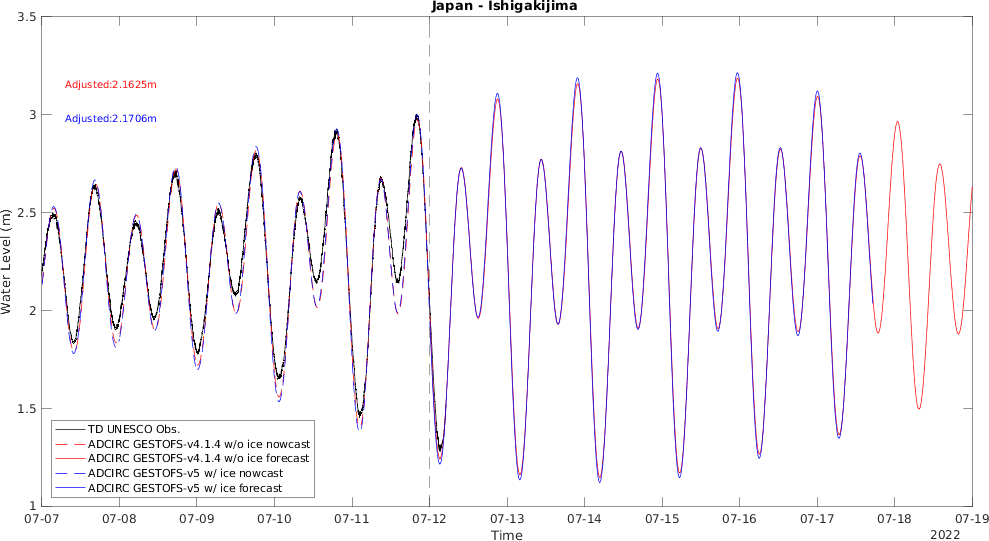 Japan - Ishigakijima
3.5
3
2.5
2
1.5
1
Water Level (m)
Adjusted:2.1625m
Adjusted:2.1706m
TD UNESCO Obs.
ADCIRC GESTOFS-v4.1.4 w/o ice nowcast
ADCIRC GESTOFS-v4.1.4 w/o ice forecast
ADCIRC GESTOFS-v5 w/ ice nowcast
ADCIRC GESTOFS-v5 w/ ice forecast
07-07 07-08 07-09 07-10 07-11 07-12 07-13 07-14 07-15 07-16 07-17 07-18 07-19
Time
2022